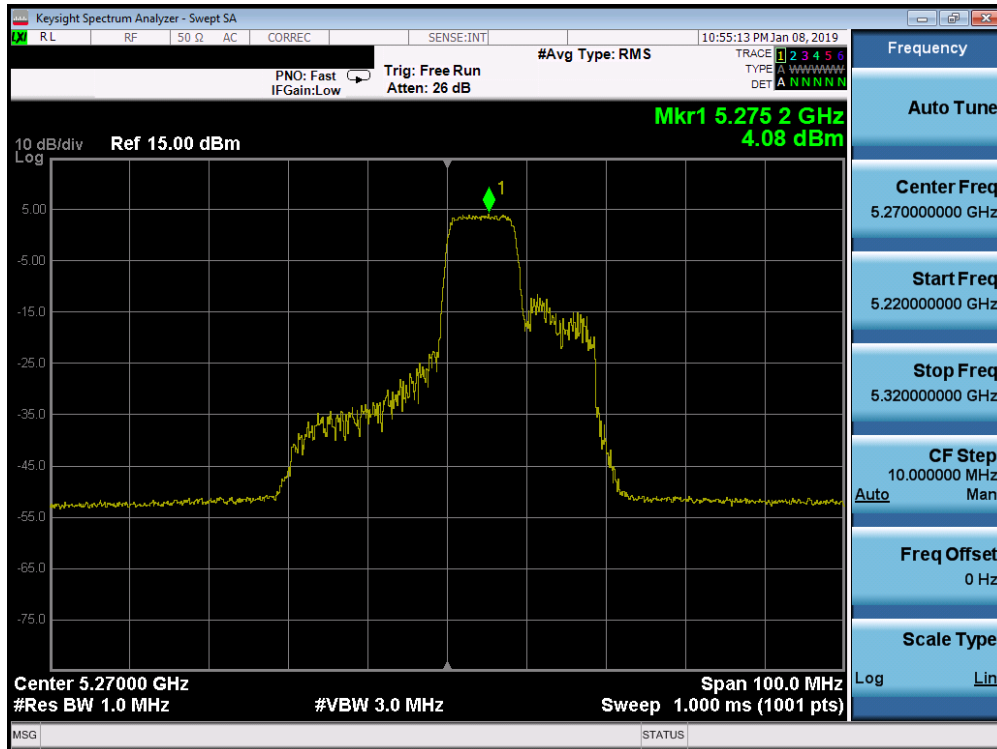 Keysight Spectrum Analyzer - Swept SA
LXI RL RF 50 Ω AC CORREC SENSE:INT 10:55:13 PM Jan 08, 2019
#Avg Type: RMS
TRACE 1 2 3 4 5 6
TYPE A WWWWW
DET A N N N N N
PNO: Fast Trig: Free Run
IFGain:Low Atten: 26 dB
Mkr1 5.275 2 GHz
4.08 dBm
10 dB/div Ref 15.00 dBm
Log
1
5.00
-5.00
-15.0
-25.0
-35.0
-45.0
-55.0
-65.0
-75.0
Center 5.27000 GHz Span 100.0 MHz
#Res BW 1.0 MHz #VBW 3.0 MHz Sweep 1.000 ms (1001 pts)
MSG STATUS
Frequency
Auto Tune
Center Freq
5.270000000 GHz
Start Freq
5.220000000 GHz
Stop Freq
5.320000000 GHz
CF Step
10.000000 MHz
Auto Man
Freq Offset
0 Hz
Scale Type
Log Lin